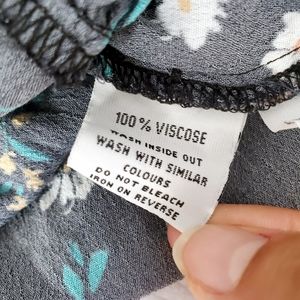 100% VISCOSE
WASH INSIDE OUT
WASH WITH SIMILAR
COLOURS
DO NOT BLEACH
IRON ON REVERSE